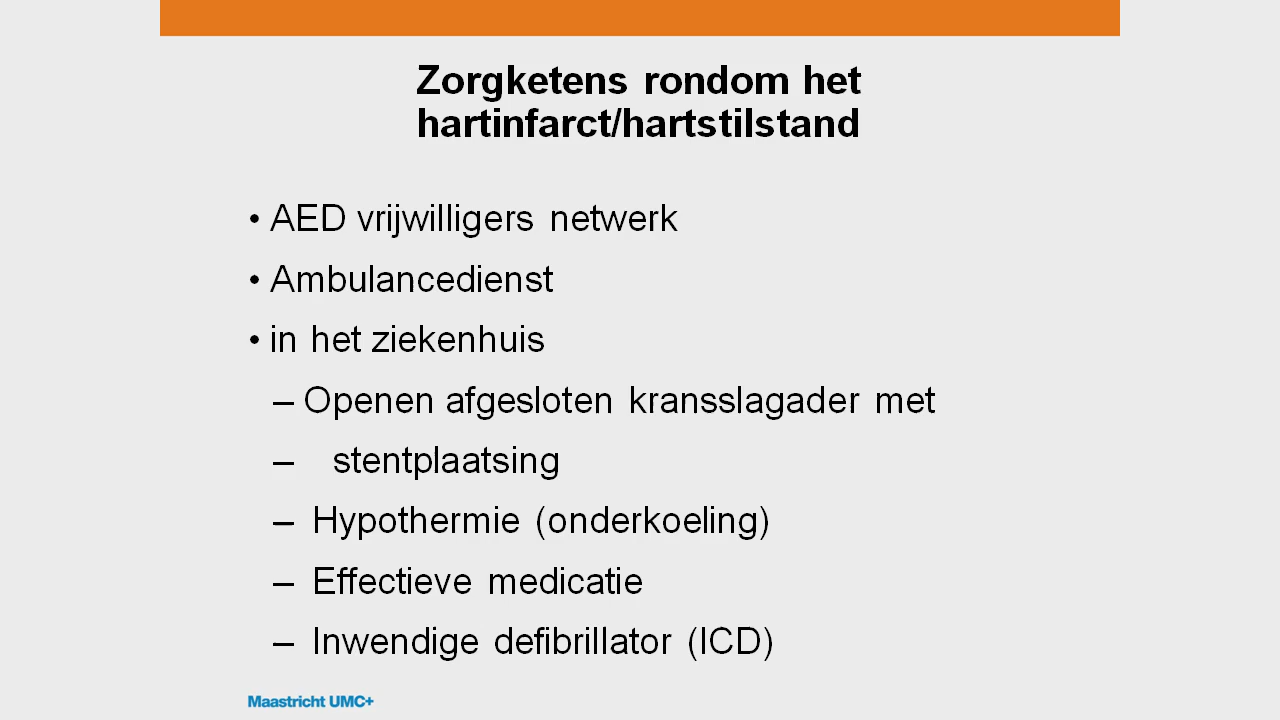 Zorgketens rondom het
hartinfarct/hartstilstand
• AED vrijwilligers netwerk
• Ambulancedienst
• in het ziekenhuis
– Openen afgesloten kransslagader met
– stentplaatsing
– Hypothermie (onderkoeling)
– Effectieve medicatie
– Inwendige defibrillator (ICD)
Maastricht UMC+